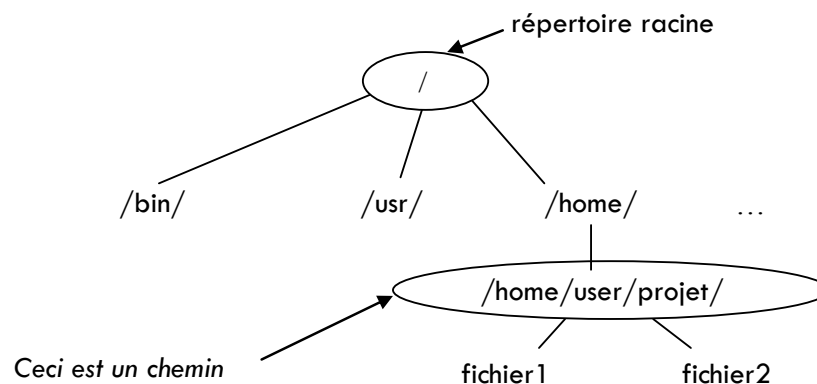 répertoire racine
/
/bin/ /usr/ /home/ ...
/home/user/projet/
Ceci est un chemin fichier1 fichier2